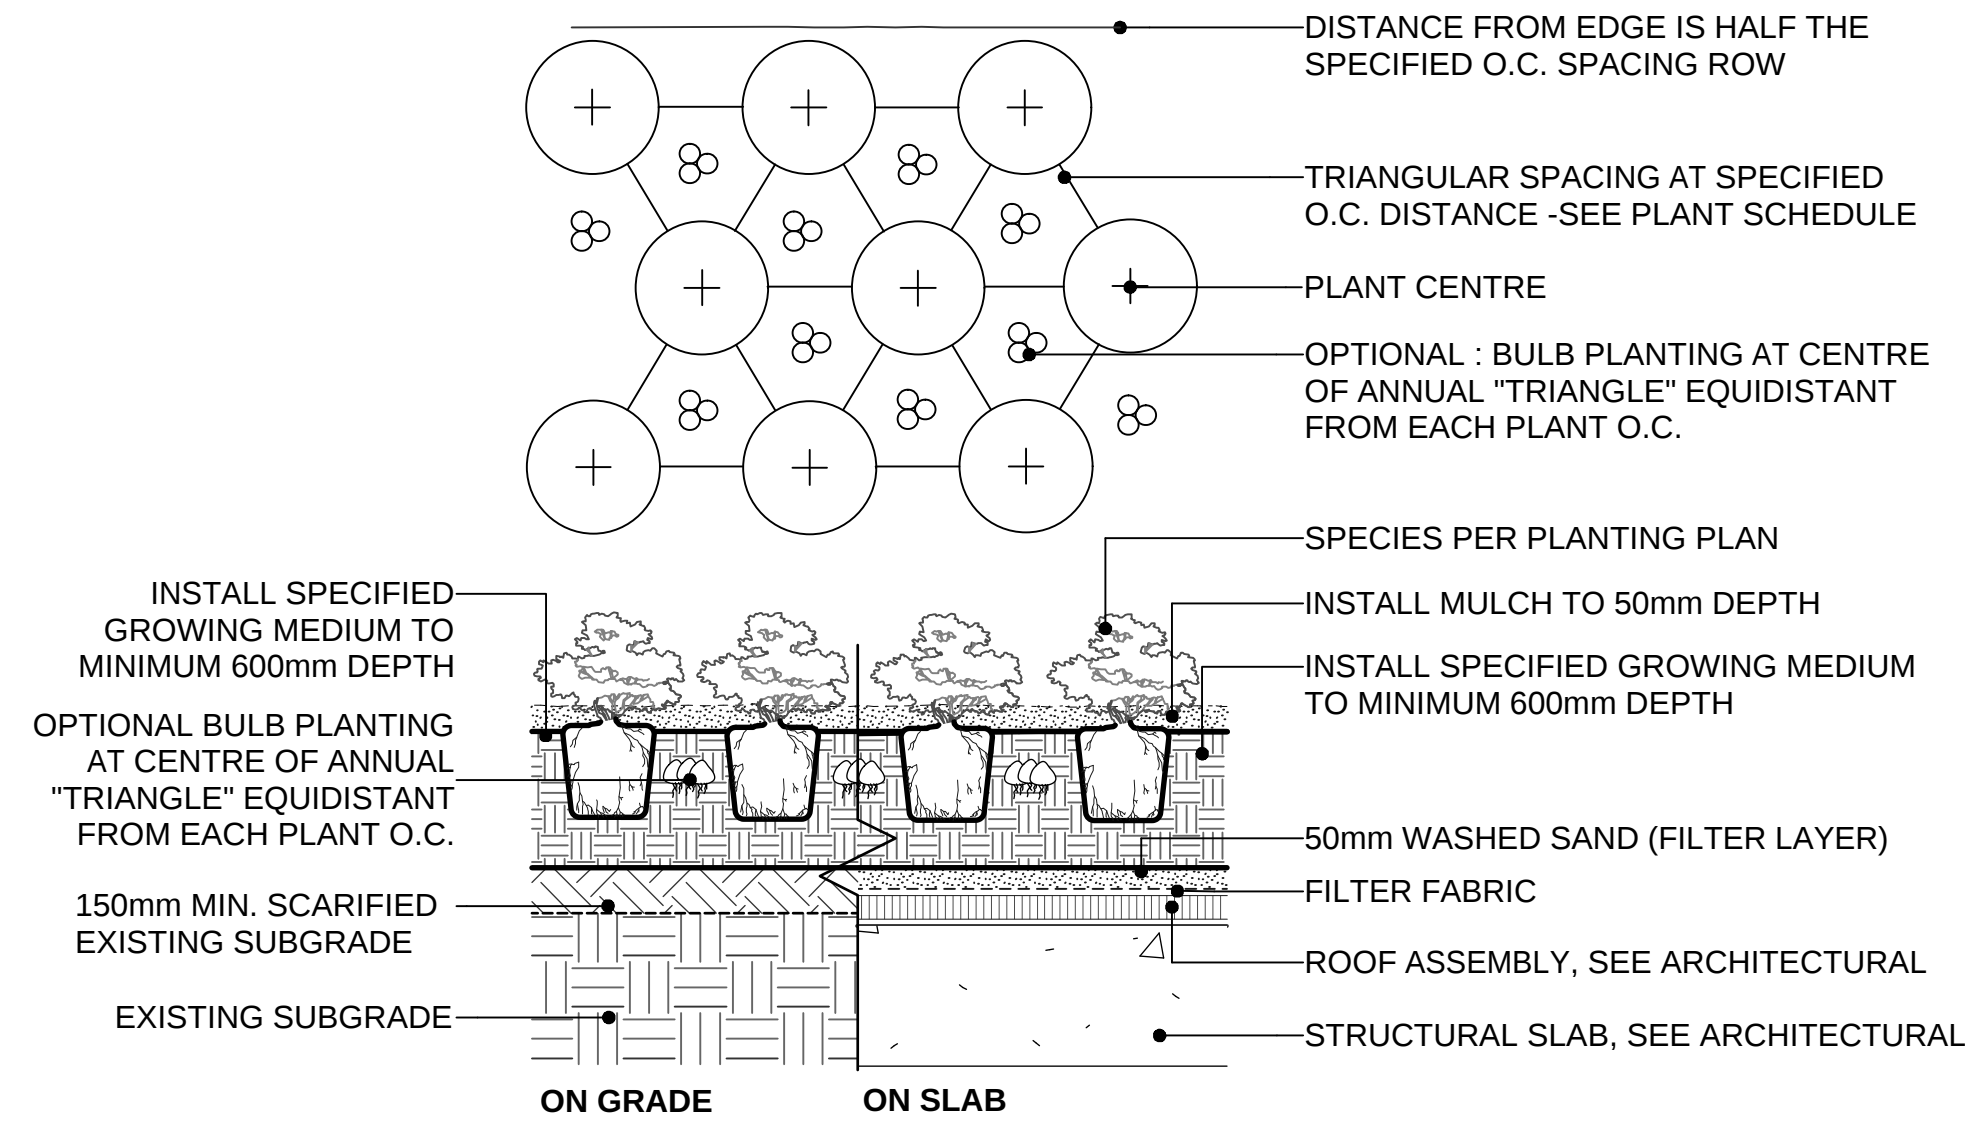 DISTANCE FROM EDGE IS HALF THE
SPECIFIED O.C. SPACING ROW
TRIANGULAR SPACING AT SPECIFIED
O.C. DISTANCE -SEE PLANT SCHEDULE
PLANT CENTRE
OPTIONAL : BULB PLANTING AT CENTRE
OF ANNUAL "TRIANGLE" EQUIDISTANT
FROM EACH PLANT O.C.
SPECIES PER PLANTING PLAN
INSTALL MULCH TO 50mm DEPTH
INSTALL SPECIFIED GROWING MEDIUM
TO MINIMUM 600mm DEPTH
50mm WASHED SAND (FILTER LAYER)
FILTER FABRIC
ROOF ASSEMBLY, SEE ARCHITECTURAL
STRUCTURAL SLAB, SEE ARCHITECTURAL
INSTALL SPECIFIED
GROWING MEDIUM TO
MINIMUM 600mm DEPTH
OPTIONAL BULB PLANTING
AT CENTRE OF ANNUAL
"TRIANGLE" EQUIDISTANT
FROM EACH PLANT O.C.
150mm MIN. SCARIFIED
EXISTING SUBGRADE
EXISTING SUBGRADE
ON GRADE
ON SLAB